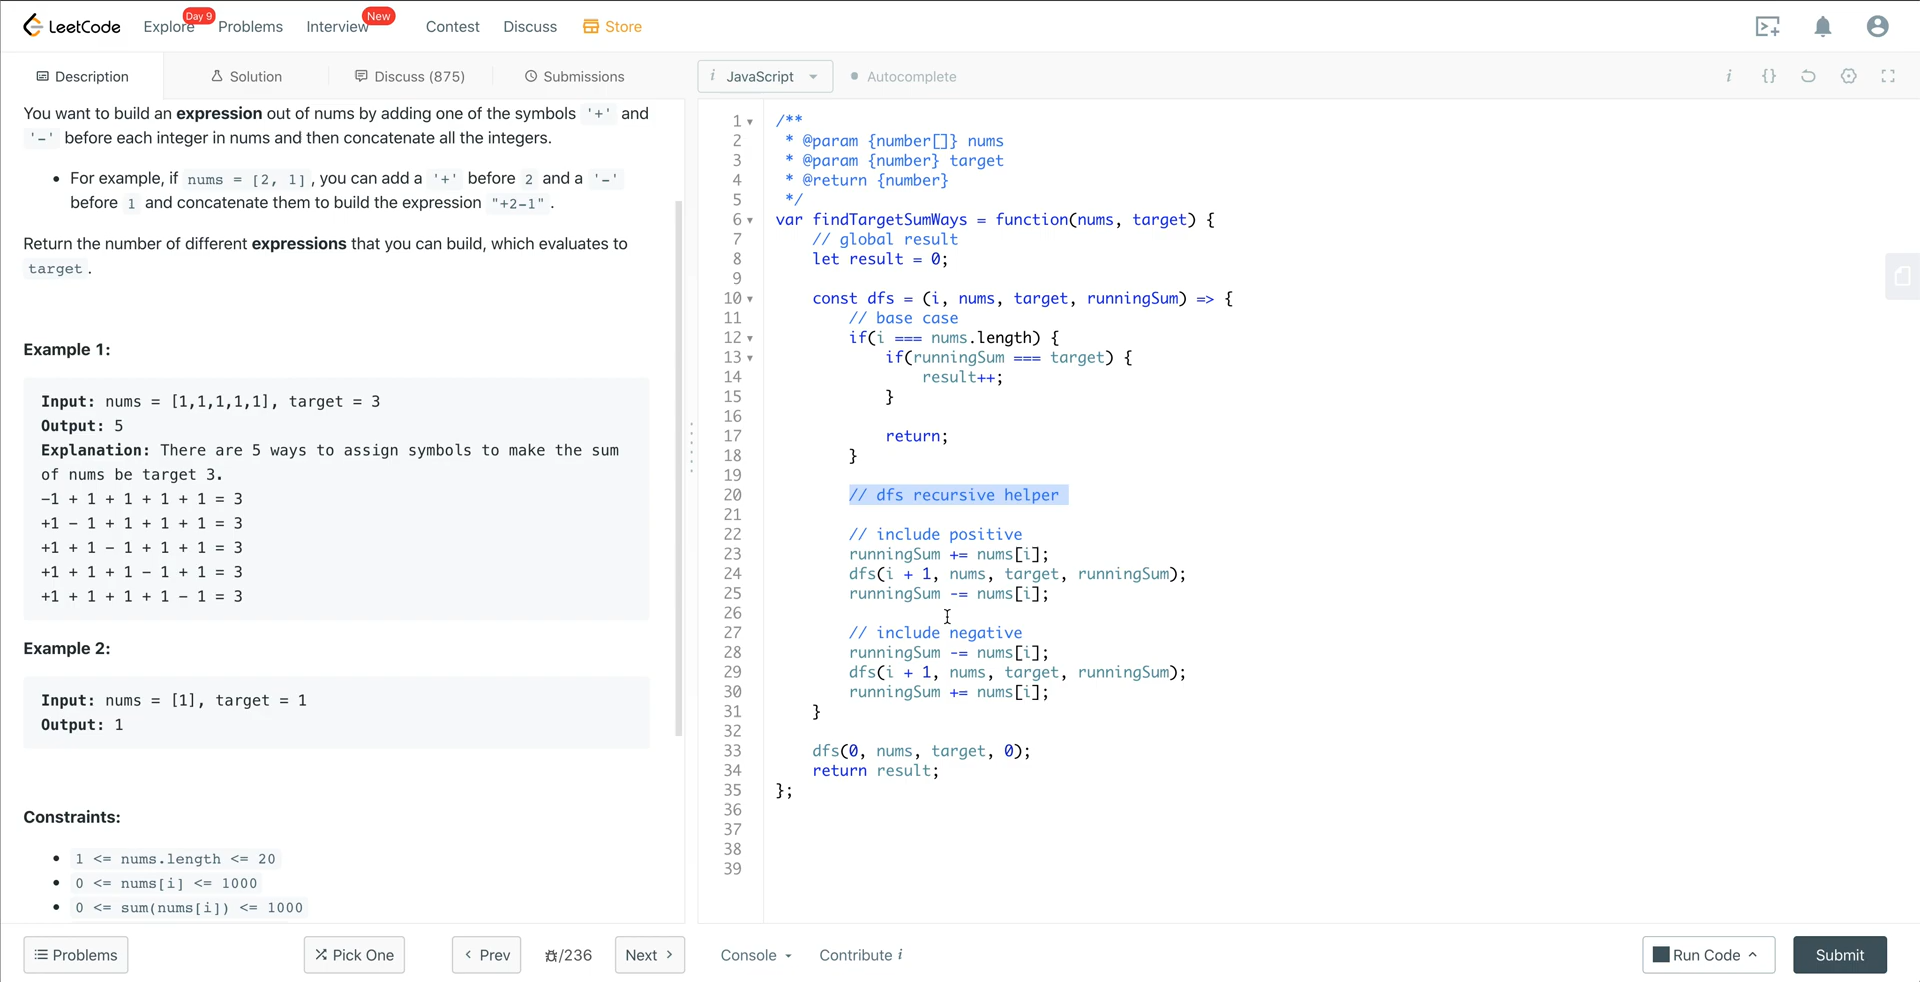 LeetCode Explore Day 9 Problems Interview New Contest Discuss Store
Description Solution Discuss (875) Submissions
You want to build an expression out of nums by adding one of the symbols '+' and
'-' before each integer in nums and then concatenate all the integers.
• For example, if nums = [2, 1], you can add a '+' before 2 and a '-'
before 1 and concatenate them to build the expression "+2-1".
Return the number of different expressions that you can build, which evaluates to
target.
Example 1:
Input: nums = [1,1,1,1,1], target = 3
Output: 5
Explanation: There are 5 ways to assign symbols to make the sum
of nums be target 3.
-1 + 1 + 1 + 1 + 1 = 3
+1 - 1 + 1 + 1 + 1 = 3
+1 + 1 - 1 + 1 + 1 = 3
+1 + 1 + 1 - 1 + 1 = 3
+1 + 1 + 1 + 1 - 1 = 3
Example 2:
Input: nums = [1], target = 1
Output: 1
Constraints:
• 1 <= nums.length <= 20
• 0 <= nums[i] <= 1000
• 0 <= sum(nums[i]) <= 1000
Problems Pick One Prev /236 Next
i JavaScript Autocomplete i {}
1 /**
2  * @param {number[]} nums
3  * @param {number} target
4  * @return {number}
5  */
6 var findTargetSumWays = function(nums, target) {
7     // global result
8     let result = 0;
9
10     const dfs = (i, nums, target, runningSum) => {
11         // base case
12         if(i === nums.length) {
13             if(runningSum === target) {
14                 result++;
15             }
16
17             return;
18         }
19
20         // dfs recursive helper
21
22         // include positive
23         runningSum += nums[i];
24         dfs(i + 1, nums, target, runningSum);
25         runningSum -= nums[i];
26
27         // include negative
28         runningSum -= nums[i];
29         dfs(i + 1, nums, target, runningSum);
30         runningSum += nums[i];
31     }
32
33     dfs(0, nums, target, 0);
34     return result;
35 };
36
37
38
39
Console Contribute i Run Code Submit